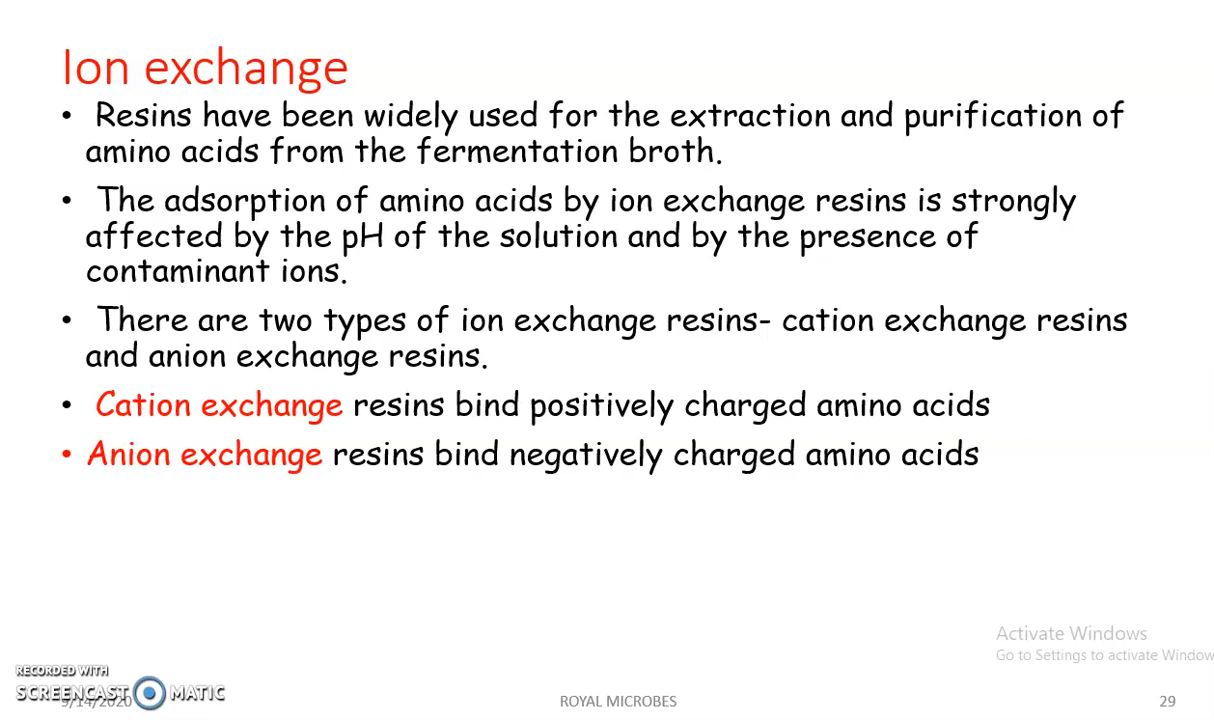 Ion exchange
• Resins have been widely used for the extraction and purification of
amino acids from the fermentation broth.
• The adsorption of amino acids by ion exchange resins is strongly
affected by the pH of the solution and by the presence of
contaminant ions.
• There are two types of ion exchange resins- cation exchange resins
and anion exchange resins.
• Cation exchange resins bind positively charged amino acids
• Anion exchange resins bind negatively charged amino acids
Activate Windows
Go to Settings to activate Window
RECORDED WITH
SCREENCAST MATIC
9/14/2020
ROYAL MICROBES
29